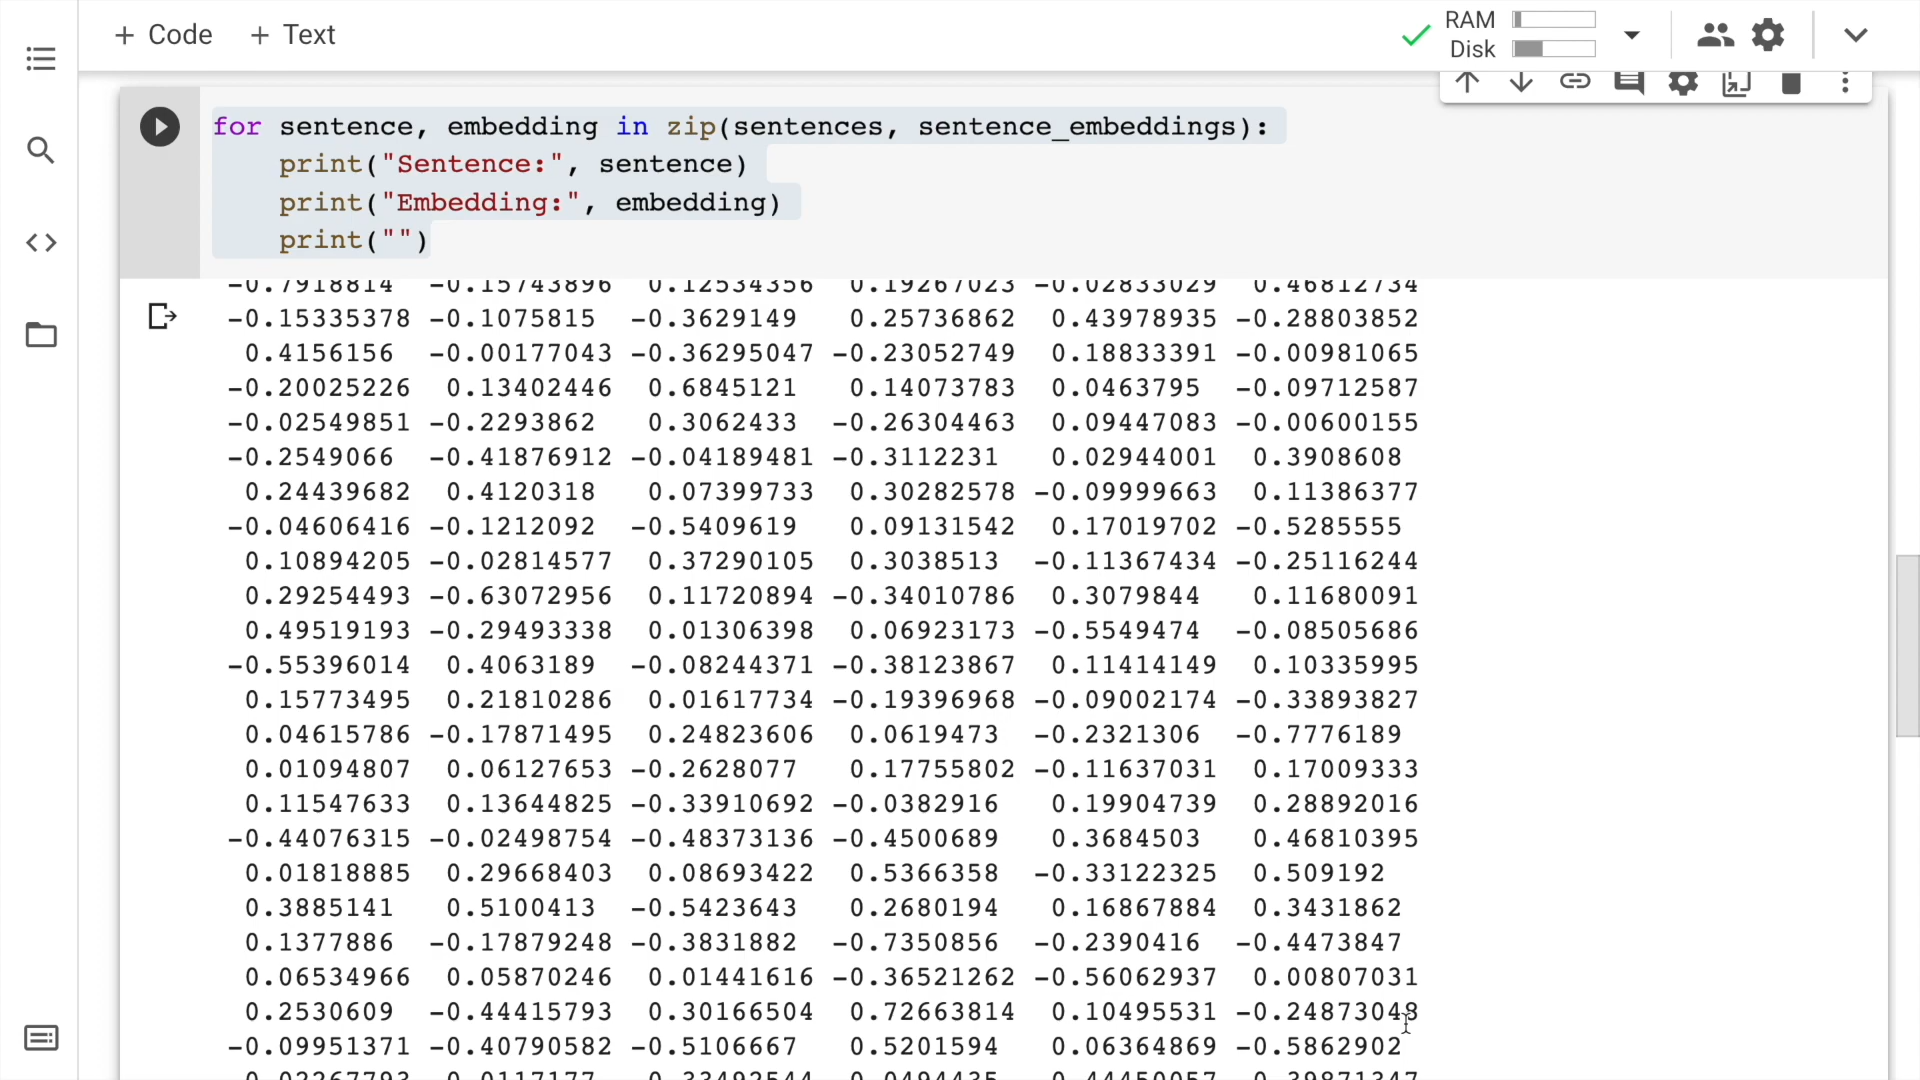 + Code + Text
RAM
Disk
for sentence, embedding in zip(sentences, sentence_embeddings):
print("Sentence:", sentence)
print("Embedding:", embedding)
print("")
-0.7918814 -0.15743896 0.12534356 0.19267023 -0.02833029 0.46812734
-0.15335378 -0.1075815 -0.3629149 0.25736862 0.43978935 -0.28803852
0.4156156 -0.00177043 -0.36295047 -0.23052749 0.18833391 -0.00981065
-0.20025226 0.13402446 0.6845121 0.14073783 0.0463795 -0.09712587
-0.02549851 -0.2293862 0.3062433 -0.26304463 0.09447083 -0.00600155
-0.2549066 -0.41876912 -0.04189481 -0.3112231 0.02944001 0.3908608
0.24439682 0.4120318 0.07399733 0.30282578 -0.09999663 0.11386377
-0.04606416 -0.1212092 -0.5409619 0.09131542 0.17019702 -0.5285555
0.10894205 -0.02814577 0.37290105 0.3038513 -0.11367434 -0.25116244
0.29254493 -0.63072956 0.11720894 -0.34010786 0.3079844 0.11680091
0.49519193 -0.29493338 0.01306398 0.06923173 -0.5549474 -0.08505686
-0.55396014 0.4063189 -0.08244371 -0.38123867 0.11414149 0.10335995
0.15773495 0.21810286 0.01617734 -0.19396968 -0.09002174 -0.33893827
0.04615786 -0.17871495 0.24823606 0.0619473 -0.2321306 -0.7776189
0.01094807 0.06127653 -0.2628077 0.17755802 -0.11637031 0.17009333
0.11547633 0.13644825 -0.33910692 -0.0382916 0.19904739 0.28892016
-0.44076315 -0.02498754 -0.48373136 -0.4500689 0.3684503 0.46810395
0.01818885 0.29668403 0.08693422 0.5366358 -0.33122325 0.509192
0.3885141 0.5100413 -0.5423643 0.2680194 0.16867884 0.3431862
0.1377886 -0.17879248 -0.3831882 -0.7350856 -0.2390416 -0.4473847
0.06534966 0.05870246 0.01441616 -0.36521262 -0.56062937 0.00807031
0.2530609 -0.44415793 0.30166504 0.72663814 0.10495531 -0.24873048
-0.09951371 -0.40790582 -0.5106667 0.5201594 0.06364869 -0.5862902